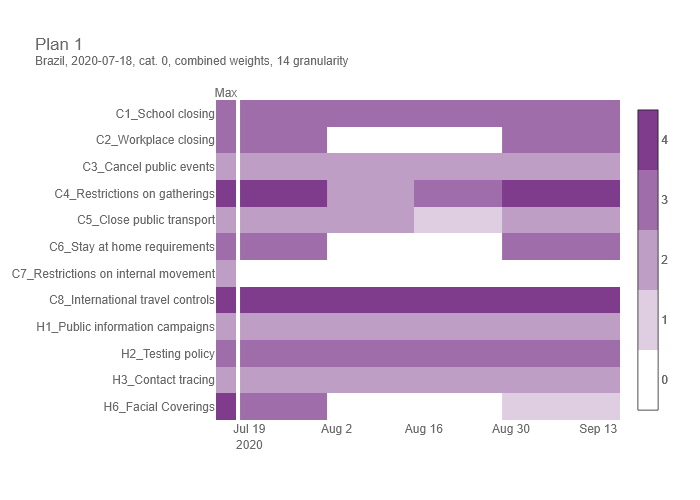 Plan 1
Brazil, 2020-07-18, cat. 0, combined weights, 14 granularity
Max
C1_School closing
C2_Workplace closing
C3_Cancel public events
C4_Restrictions on gatherings
C5_Close public transport
C6_Stay at home requirements
C7_Restrictions on internal movement
C8_International travel controls
H1_Public information campaigns
H2_Testing policy
H3_Contact tracing
H6_Facial Coverings
Jul 19
2020
Aug 2
Aug 16
Aug 30
Sep 13
4
3
2
1
0